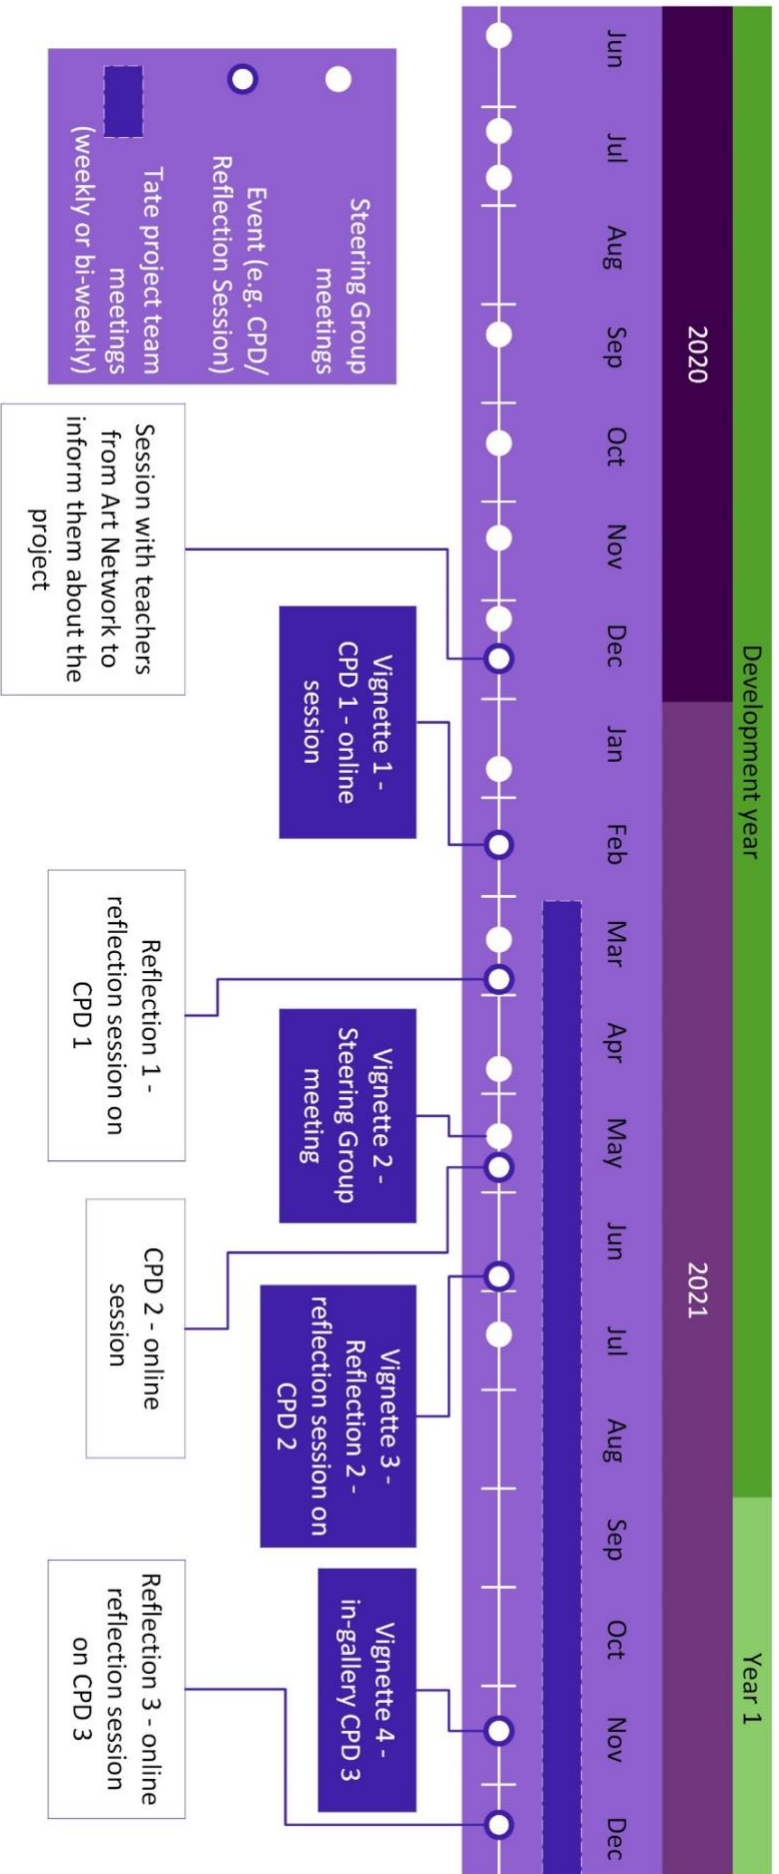 Development year
Year 1
2020
2021
Jun
Jul
Aug
Sep
Oct
Nov
Dec
Jan
Feb
Mar
Apr
May
Jun
Jul
Aug
Sep
Oct
Nov
Dec
Steering Group
meetings
Event (e.g. CPD/
Reflection Session)
Tate project team
meetings
(weekly or bi-weekly)
Session with teachers
from Art Network to
inform them about the
project
Vignette 1 -
CPD 1 - online
session
Reflection 1 -
reflection session on
CPD 1
Vignette 2 -
Steering Group
meeting
CPD 2 - online
session
Vignette 3 -
Reflection 2 -
reflection session on
CPD 2
Vignette 4 -
in-gallery CPD 3
Reflection 3 - online
reflection session
on CPD 3